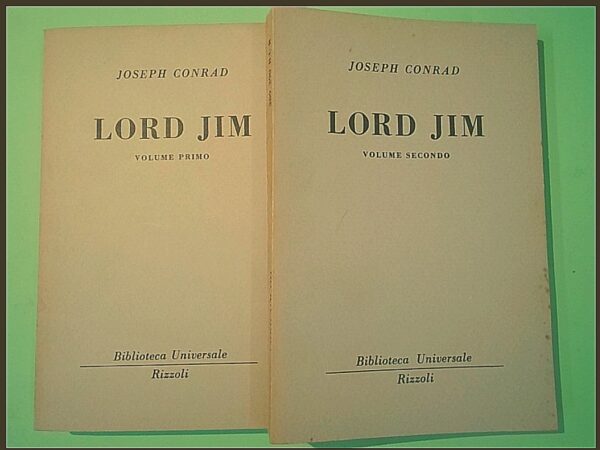 JOSEPH CONRAD
LORD JIM
VOLUME PRIMO
Biblioteca Universale
Rizzoli
JOSEPH CONRAD
LORD JIM
VOLUME SECONDO
Biblioteca Universale
Rizzoli